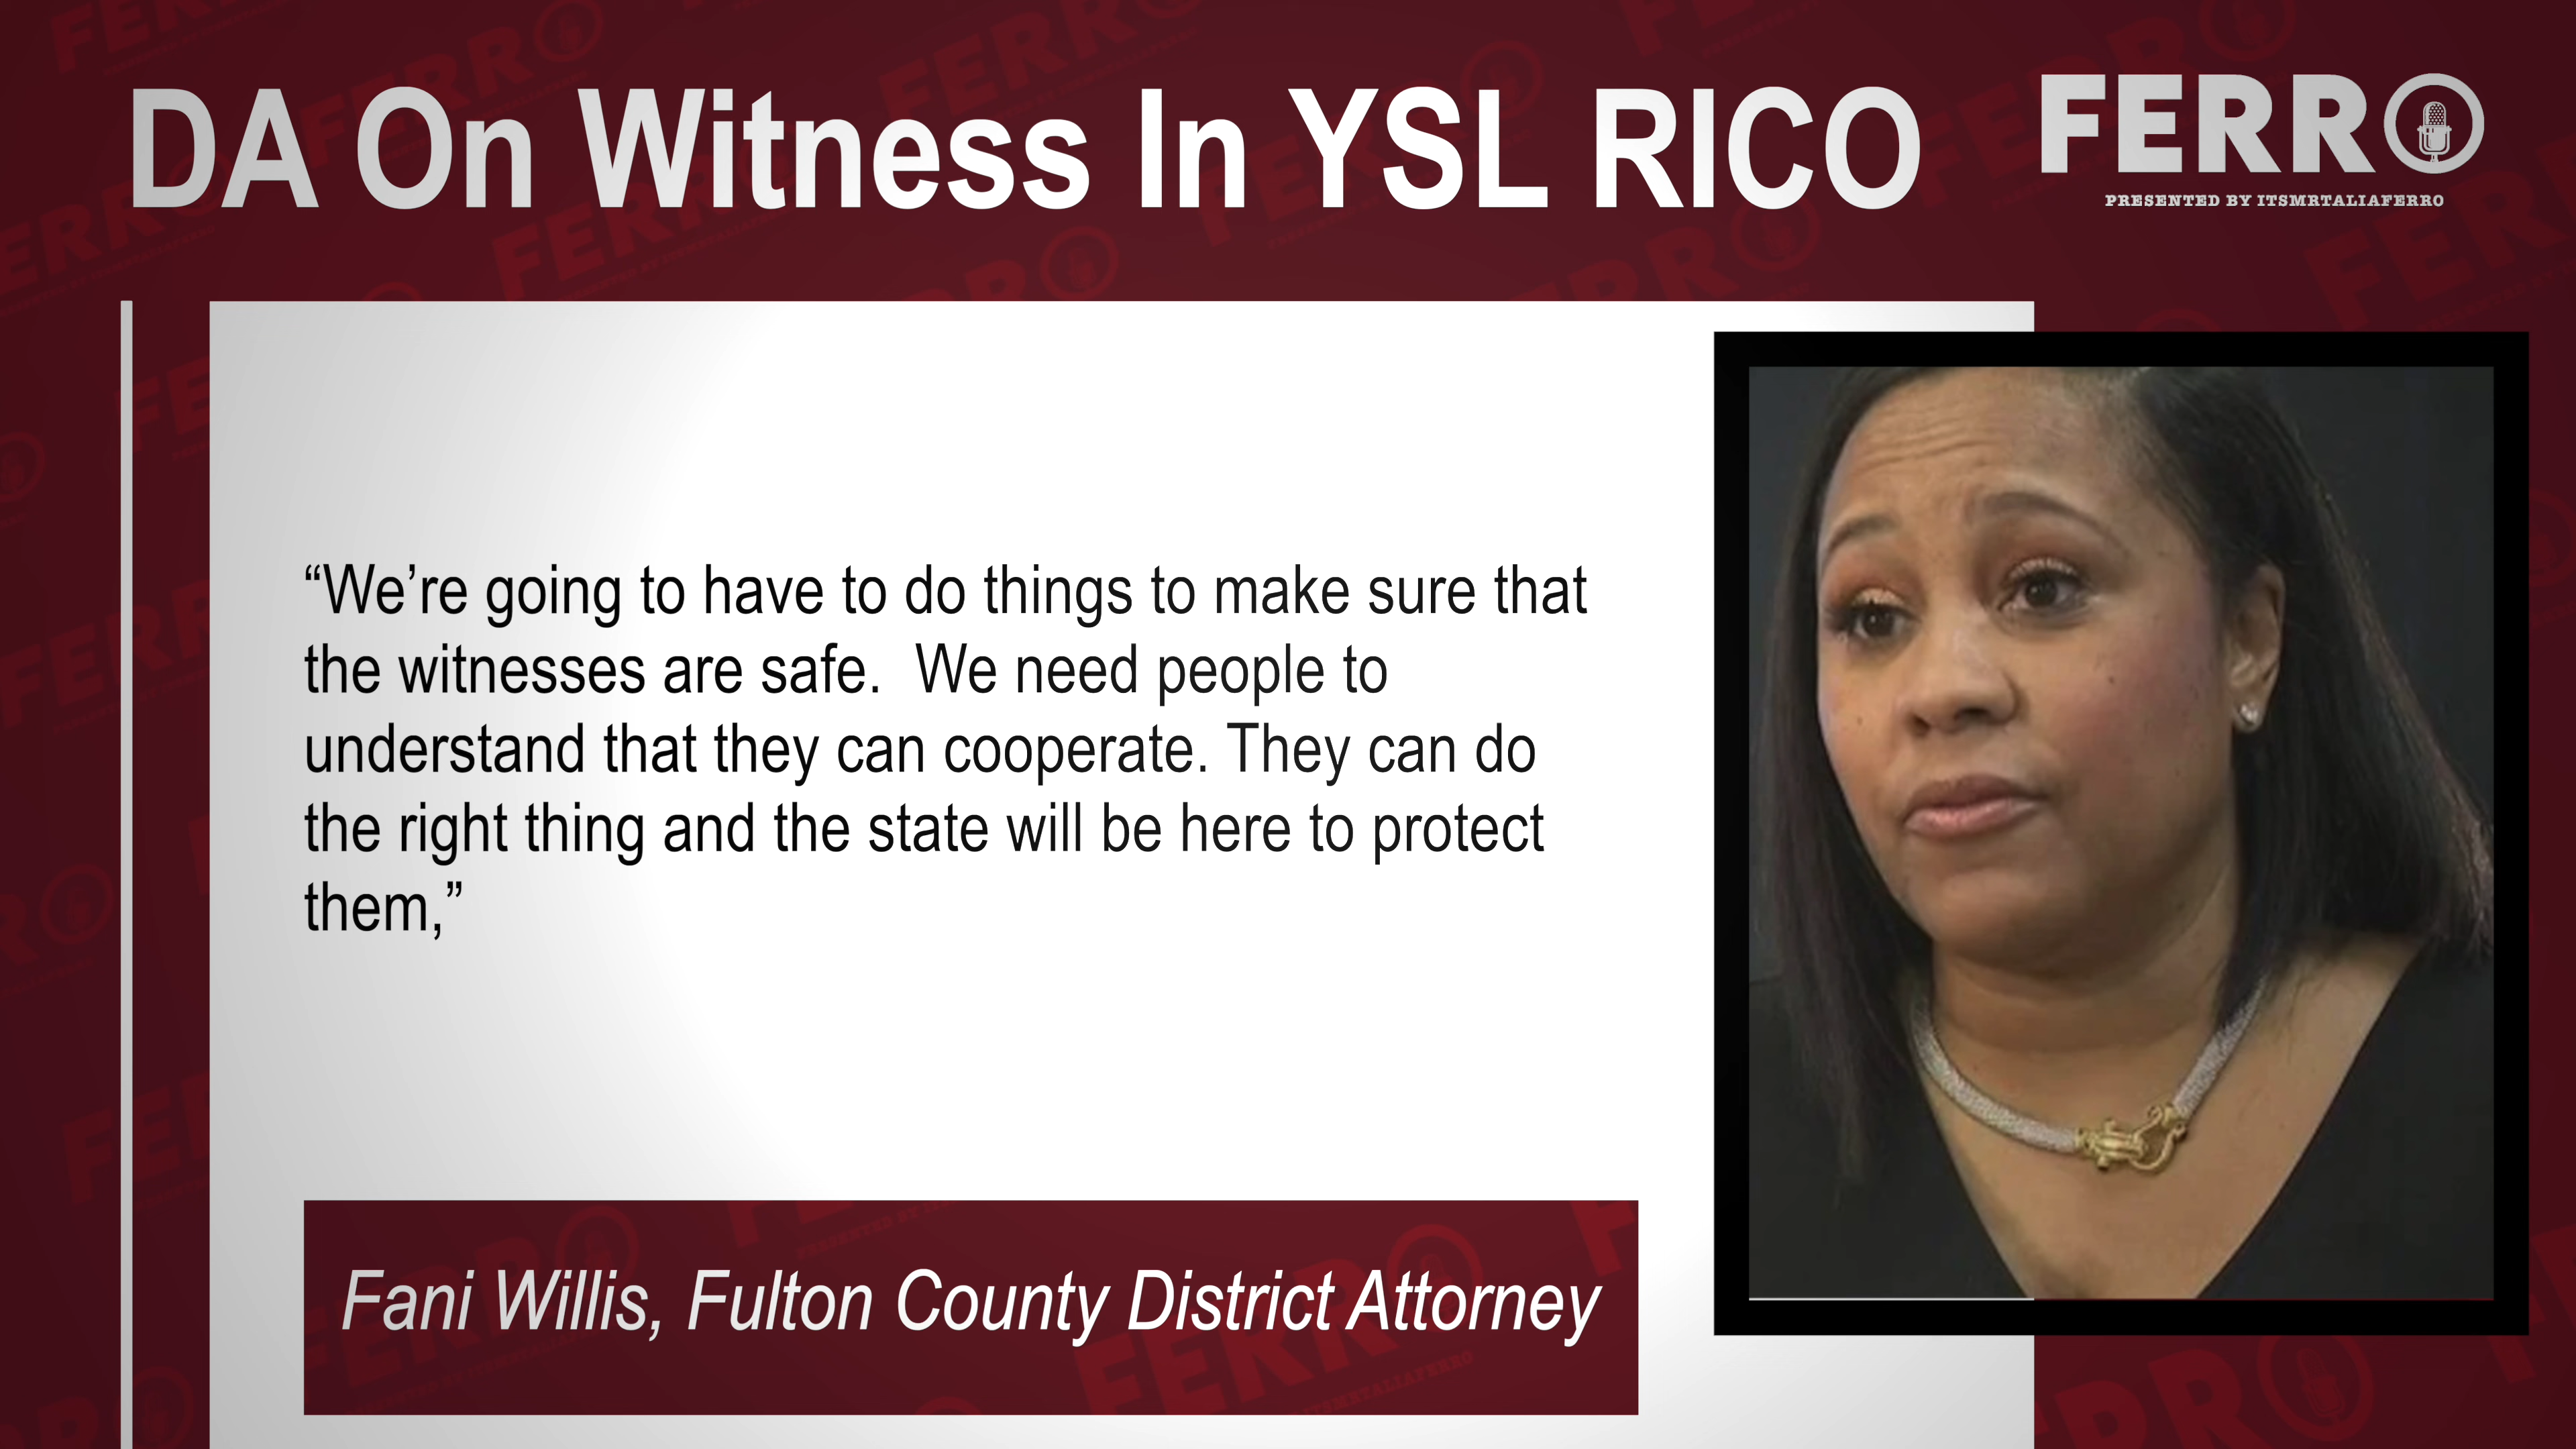 DA On Witness In YSL RICO
FERRO
PRESENTED BY ITSMRTALIAFERRO
“We’re going to have to do things to make sure that
the witnesses are safe.  We need people to
understand that they can cooperate. They can do
the right thing and the state will be here to protect
them,”
Fani Willis, Fulton County District Attorney